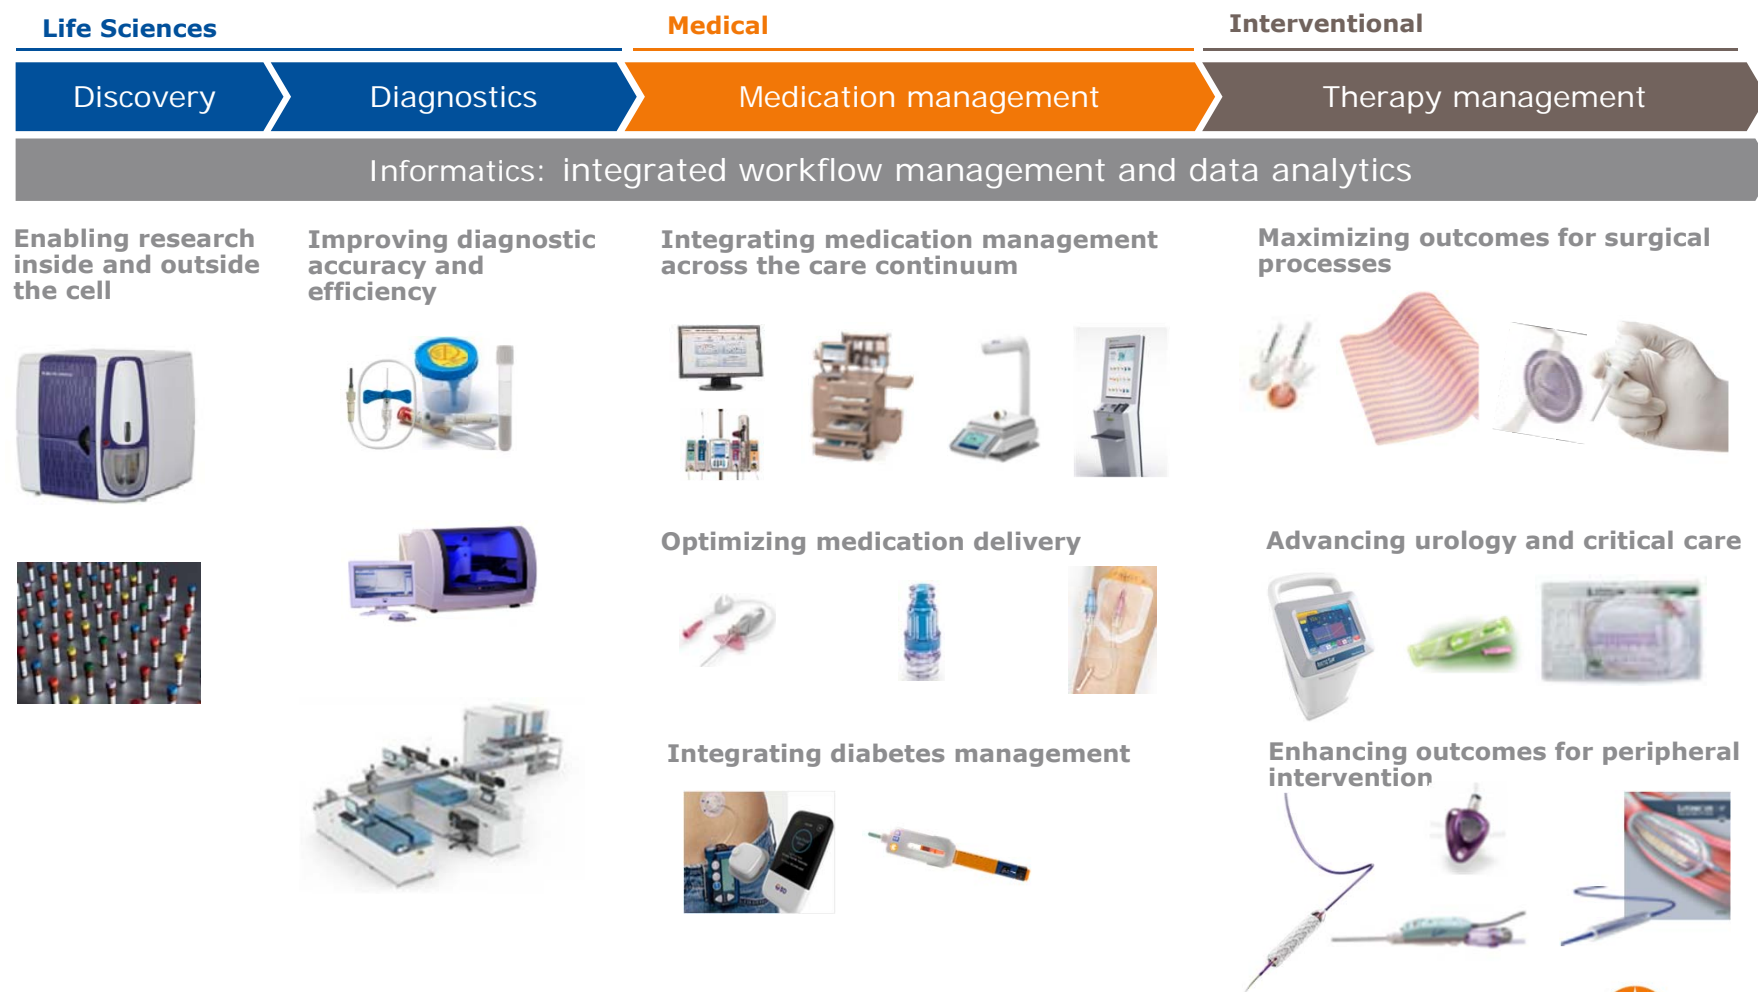 Life Sciences
Medical
Interventional
Discovery
Diagnostics
Medication management
Therapy management
Informatics: integrated workflow management and data analytics
Enabling research
inside and outside
the cell
Improving diagnostic
accuracy and
efficiency
Integrating medication management
across the care continuum
Optimizing medication delivery
Integrating diabetes management
BD
Maximizing outcomes for surgical
processes
Advancing urology and critical care
Enhancing outcomes for peripheral
intervention